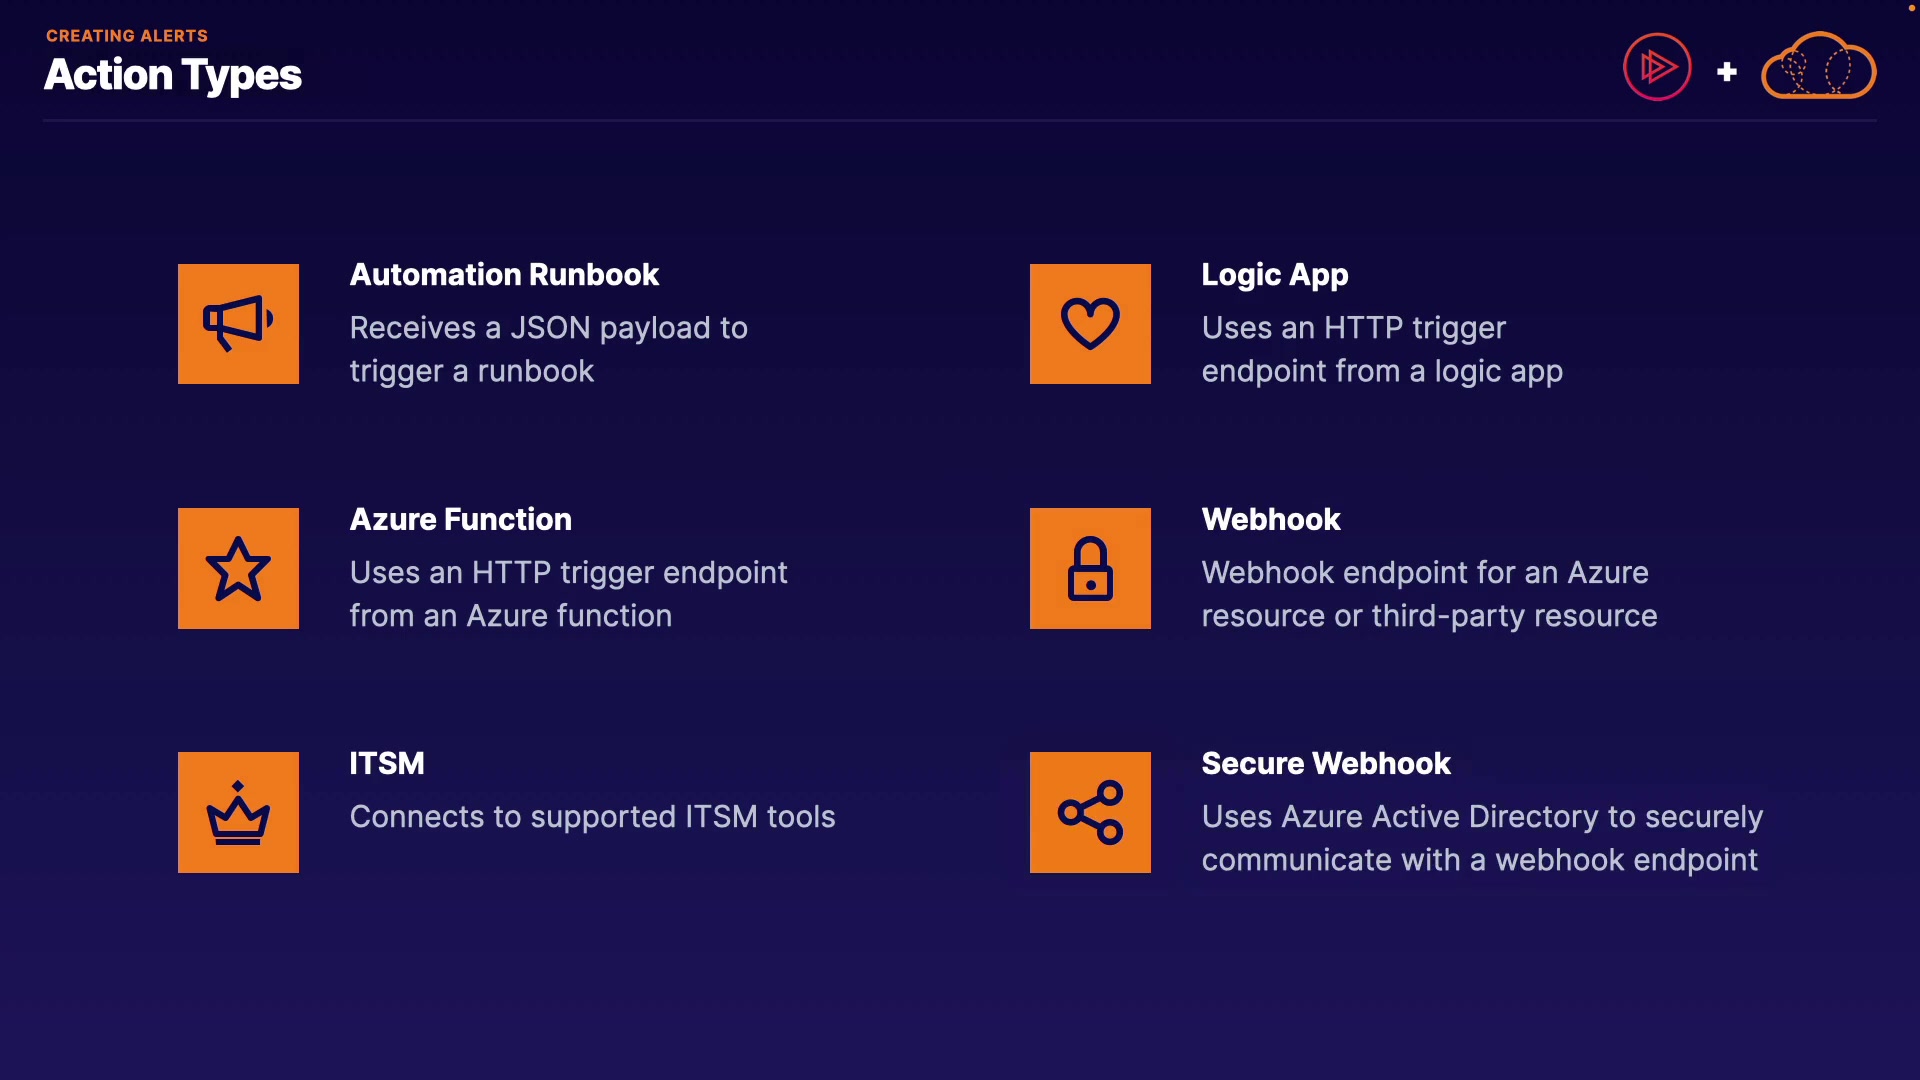 CREATING ALERTS
Action Types
Automation Runbook
Receives a JSON payload to
trigger a runbook
Logic App
Uses an HTTP trigger
endpoint from a logic app
Azure Function
Uses an HTTP trigger endpoint
from an Azure function
Webhook
Webhook endpoint for an Azure
resource or third-party resource
ITSM
Connects to supported ITSM tools
Secure Webhook
Uses Azure Active Directory to securely
communicate with a webhook endpoint